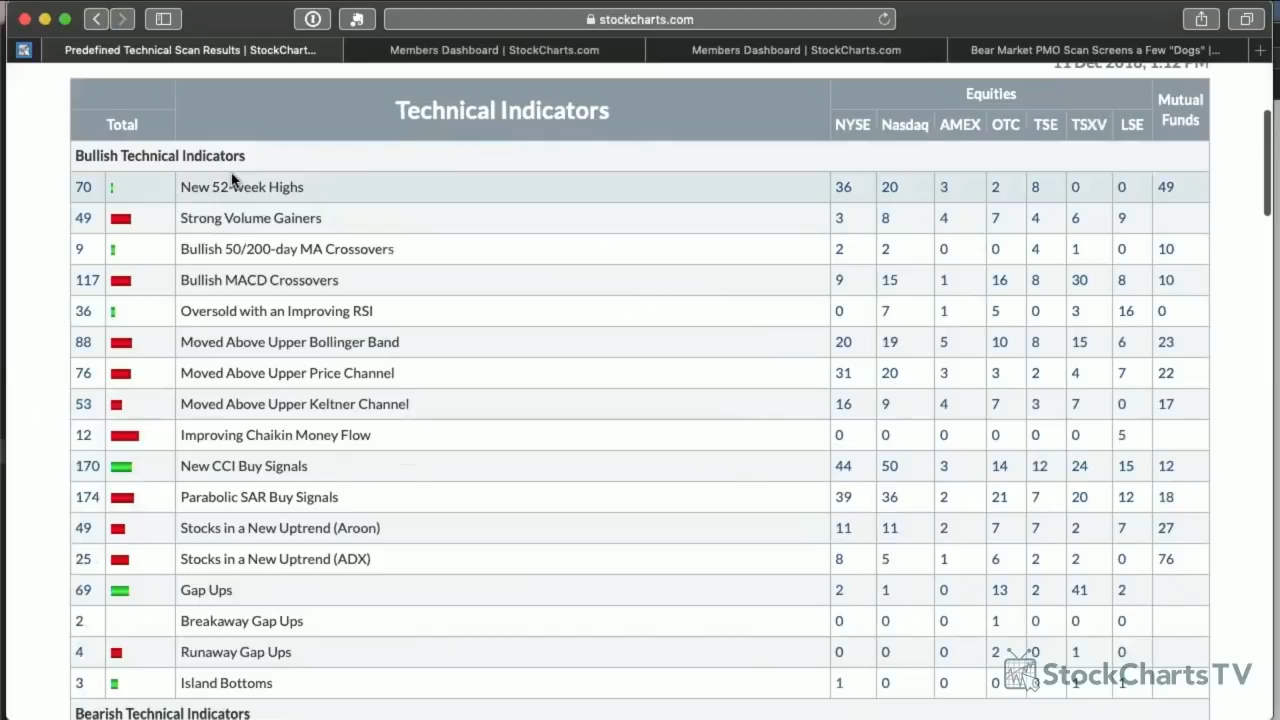 stockcharts.com
Predefined Technical Scan Results | StockChart... Members Dashboard | StockCharts.com Members Dashboard | StockCharts.com Bear Market PMO Scan Screens a Few "Dogs" |...
11 Dec 2018, 1:12 PM
Total Technical Indicators Equities Mutual Funds
NYSE Nasdaq AMEX OTC TSE TSXV LSE
Bullish Technical Indicators
70 New 52-week Highs 36 20 3 2 8 0 0 49
49 Strong Volume Gainers 3 8 4 7 4 6 9
9 Bullish 50/200-day MA Crossovers 2 2 0 0 4 1 0 10
117 Bullish MACD Crossovers 9 15 1 16 8 30 8 10
36 Oversold with an Improving RSI 0 7 1 5 0 3 16 0
88 Moved Above Upper Bollinger Band 20 19 5 10 8 15 6 23
76 Moved Above Upper Price Channel 31 20 3 3 2 4 7 22
53 Moved Above Upper Keltner Channel 16 9 4 7 3 7 0 17
12 Improving Chaikin Money Flow 0 0 0 0 0 0 5
170 New CCI Buy Signals 44 50 3 14 12 24 15 12
174 Parabolic SAR Buy Signals 39 36 2 21 7 20 12 18
49 Stocks in a New Uptrend (Aroon) 11 11 2 7 7 2 7 27
25 Stocks in a New Uptrend (ADX) 8 5 1 6 2 2 0 76
69 Gap Ups 2 1 0 13 2 41 2
2 Breakaway Gap Ups 0 0 0 1 0 0 0
4 Runaway Gap Ups 0 0 0 2 0 1 0
3 Island Bottoms 1 0 0 0 1 1
StockChartsTV
Bearish Technical Indicators